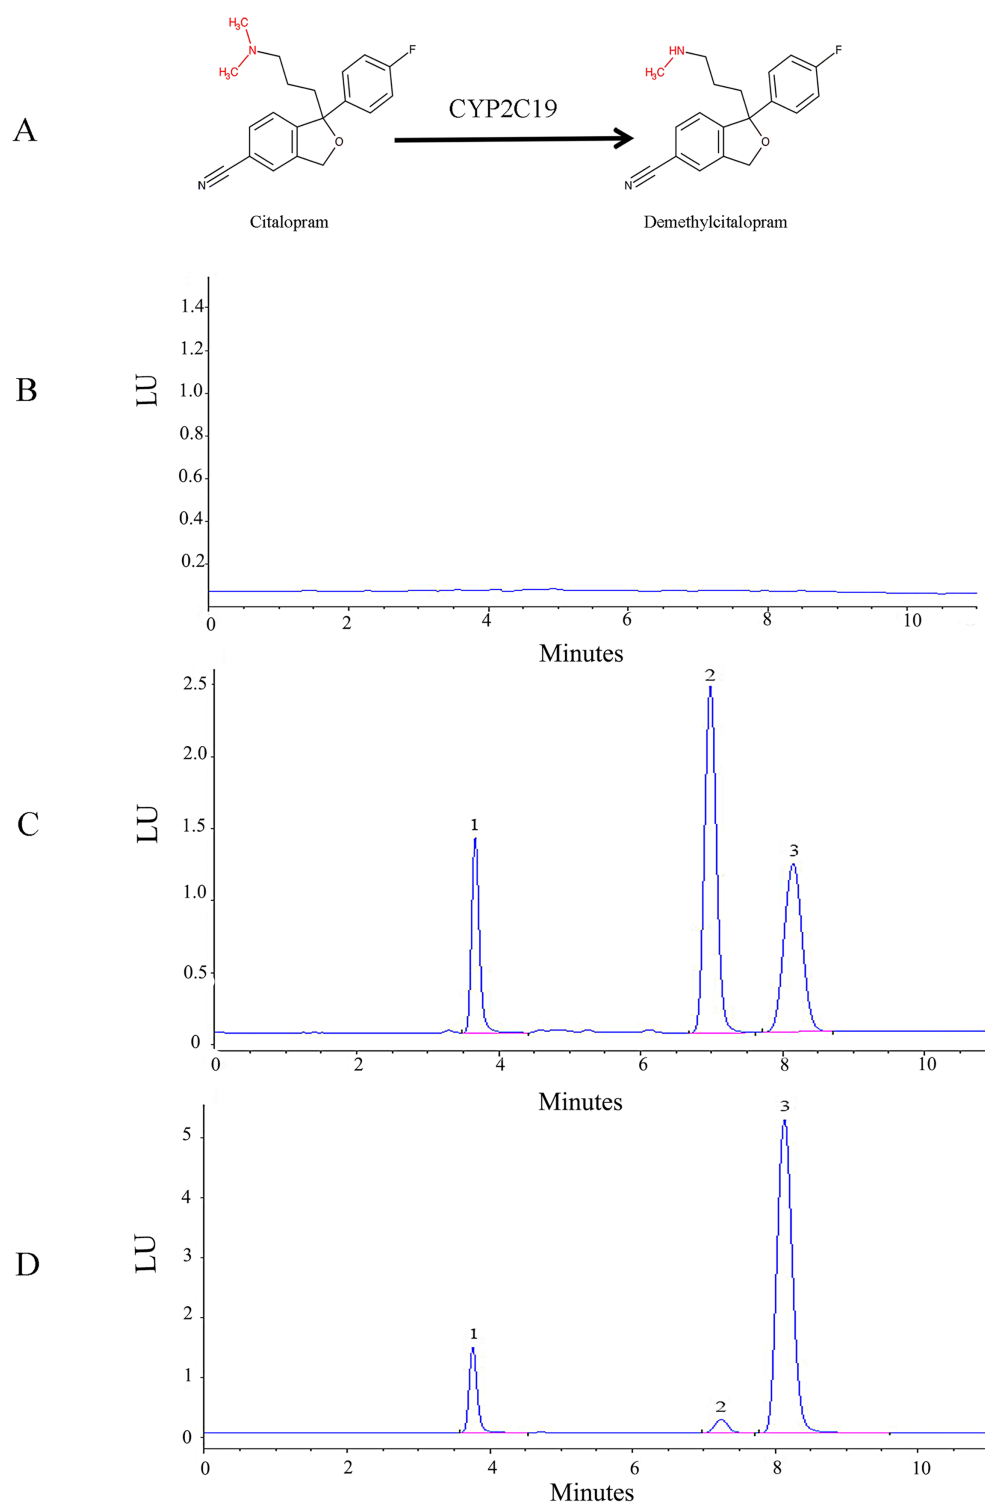 A
H₃C
N
H₃C
F
O
N
Citalopram
CYP2C19
HN
H₃C
F
O
N
Demethylcitalopram
B
LU
1.4
1.2
1.0
0.8
0.6
0.4
0.2
0 2 4 6 8 10
Minutes
C
LU
2.5
2.0
1.5
1.0
0.5
0
1
2
3
0 2 4 6 8 10
Minutes
D
LU
5
4
3
2
1
0
1
2
3
0 2 4 6 8 10
Minutes